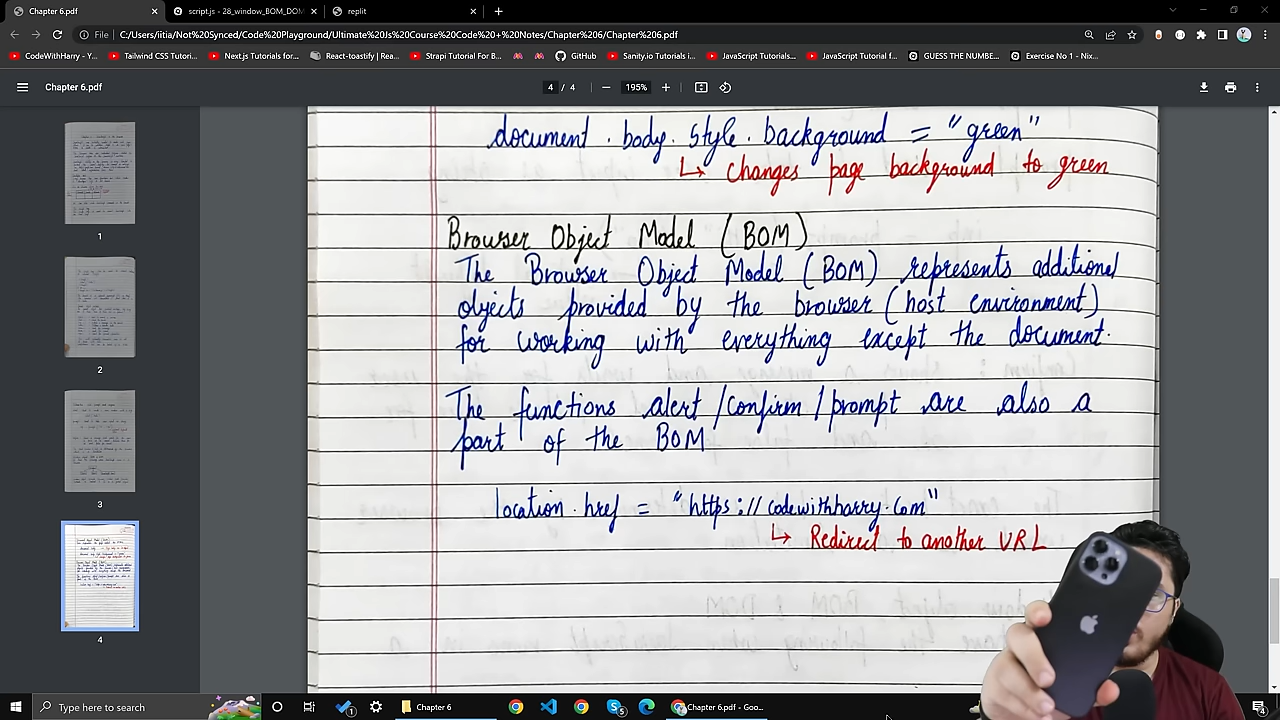 Chapter 6.pdf
script.js - 28_window_BOM_DOM
replit
File
C:/Users/iitia/Not%20Synced/Code%20Playground/Ultimate%20Js%20Course%20Code%20+%20Notes/Chapter%206/Chapter%206.pdf
CodeWithHarry - Y...
Tailwind CSS Tutori...
Next.js Tutorials for...
React-toastify | Rea...
Strapi Tutorial For B...
GitHub
Sanity.io Tutorials i...
JavaScript Tutorials...
JavaScript Tutorial f...
GUESS THE NUMBE...
Exercise No 1 - Nix...
Chapter 6.pdf
4 / 4
195%
document.body.style.background = "green"
↳ Changes page background to green
Browser Object Model (BOM)
The Browser Object Model (BOM) represents additional
objects provided by the browser (host environment)
for working with everything except the document.
The functions alert/confirm/prompt are also a
part of the BOM
location.href = "https://codewithharry.com"
↳ Redirect to another URL
1
2
3
4
Type here to search
1
Chapter 6
5
Chapter 6.pdf - Goo...